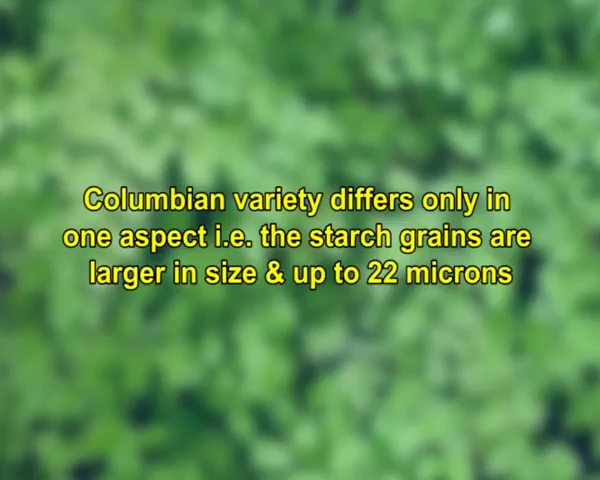 Columbian variety differs only in
one aspect i.e. the starch grains are
larger in size & up to 22 microns